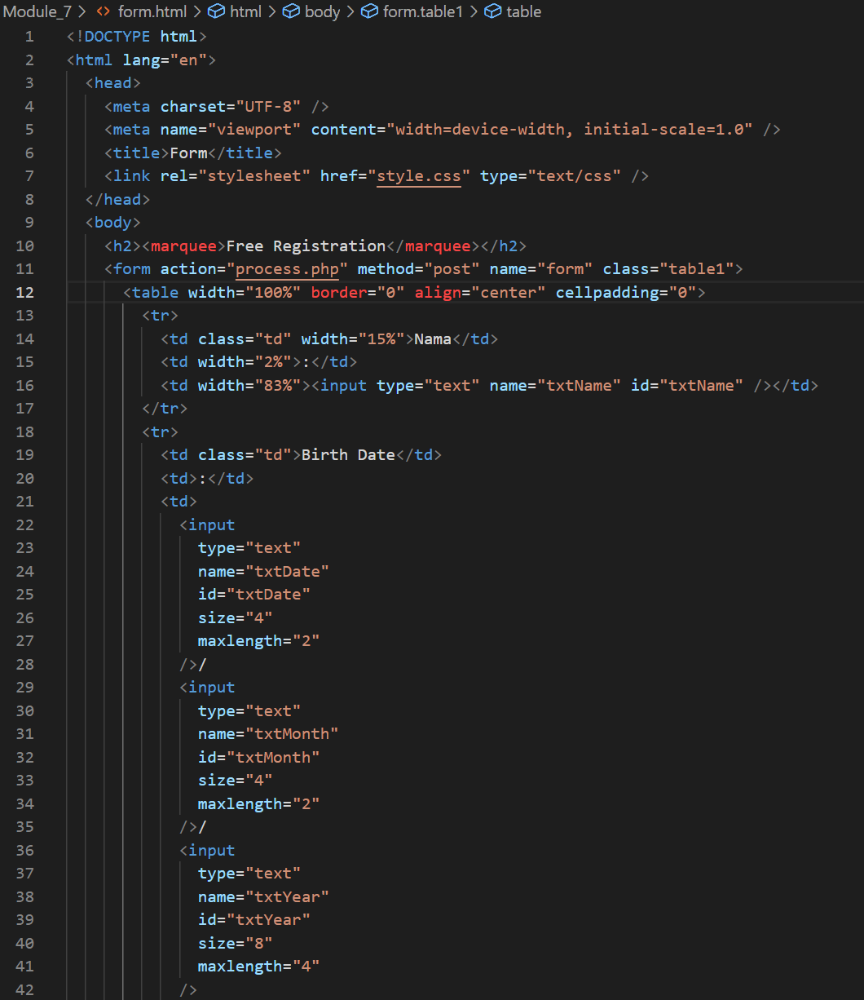 Module_7 > <> form.html > html > body > form.table1 > table
1 <!DOCTYPE html>
2 <html lang="en">
3 <head>
4 <meta charset="UTF-8" />
5 <meta name="viewport" content="width=device-width, initial-scale=1.0" />
6 <title>Form</title>
7 <link rel="stylesheet" href="style.css" type="text/css" />
8 </head>
9 <body>
10 <h2><marquee>Free Registration</marquee></h2>
11 <form action="process.php" method="post" name="form" class="table1">
12 <table width="100%" border="0" align="center" cellpadding="0">
13 <tr>
14 <td class="td" width="15%">Nama</td>
15 <td width="2%">:</td>
16 <td width="83%"><input type="text" name="txtName" id="txtName" /></td>
17 </tr>
18 <tr>
19 <td class="td">Birth Date</td>
20 <td>:</td>
21 <td>
22 <input
23 type="text"
24 name="txtDate"
25 id="txtDate"
26 size="4"
27 maxlength="2"
28 />/
29 <input
30 type="text"
31 name="txtMonth"
32 id="txtMonth"
33 size="4"
34 maxlength="2"
35 />/
36 <input
37 type="text"
38 name="txtYear"
39 id="txtYear"
40 size="8"
41 maxlength="4"
42 />